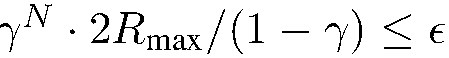 γ^N · 2R_max/(1 − γ) ≤ ϵ